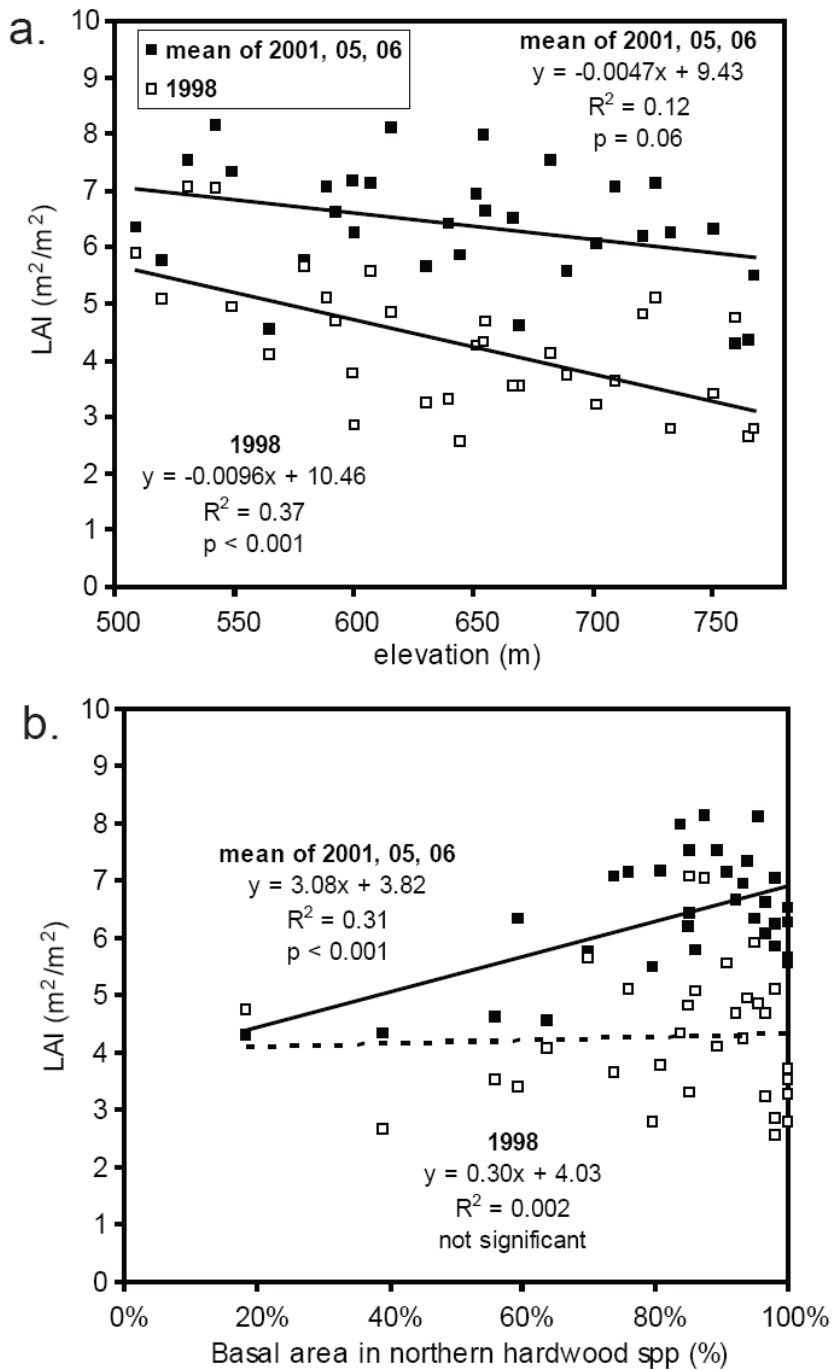 a.
10
9
8
7
6
5
4
3
2
1
0
LAI (m²/m²)
mean of 2001, 05, 06
1998
mean of 2001, 05, 06
y = -0.0047x + 9.43
R² = 0.12
p = 0.06
1998
y = -0.0096x + 10.46
R² = 0.37
p < 0.001
500 550 600 650 700 750
elevation (m)
b.
10
9
8
7
6
5
4
3
2
1
0
LAI (m²/m²)
mean of 2001, 05, 06
y = 3.08x + 3.82
R² = 0.31
p < 0.001
1998
y = 0.30x + 4.03
R² = 0.002
not significant
0% 20% 40% 60% 80% 100%
Basal area in northern hardwood spp (%)